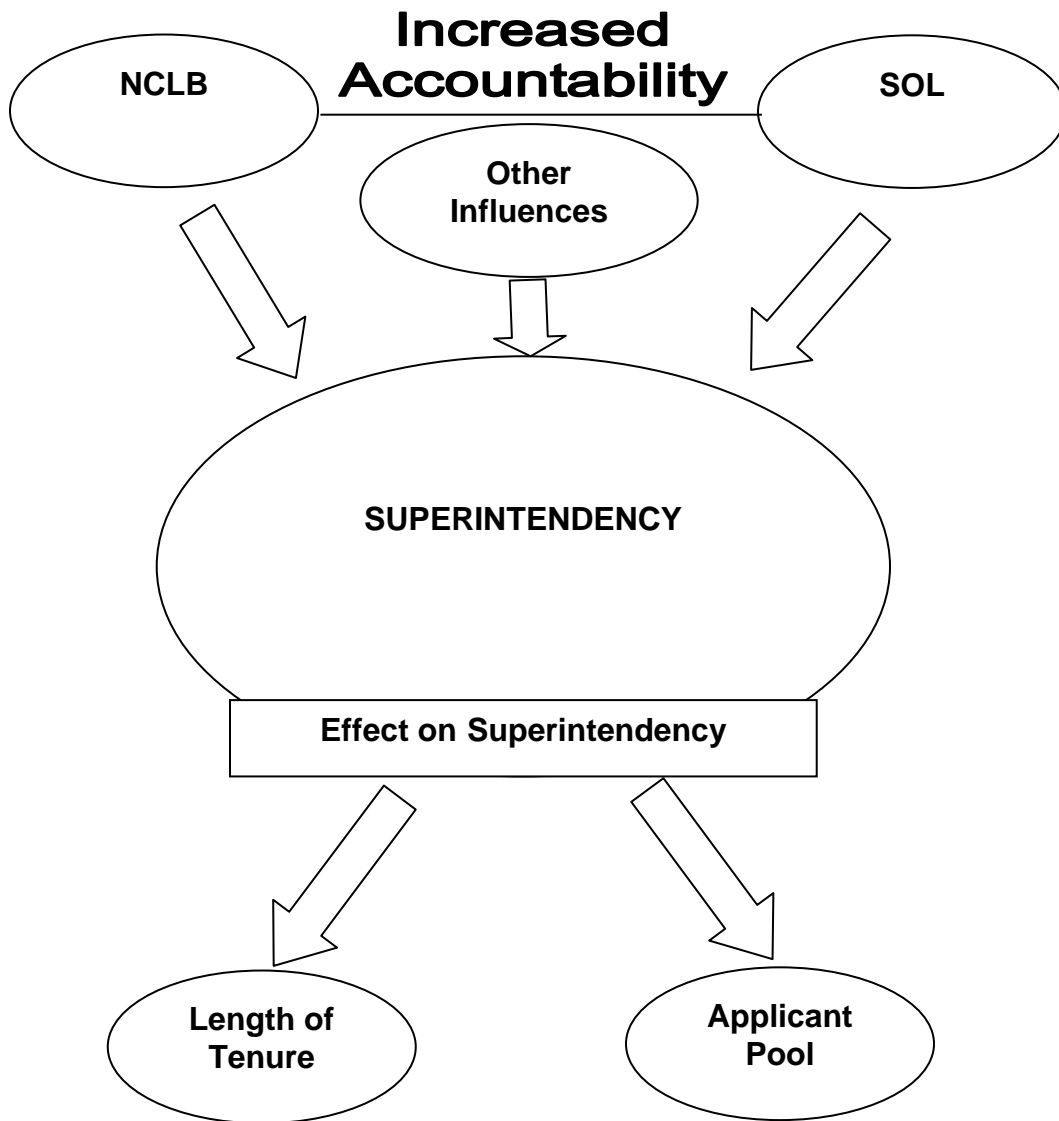 Increased
Accountability
NCLB
SOL
Other
Influences
SUPERINTENDENCY
Effect on Superintendency
Length of
Tenure
Applicant
Pool